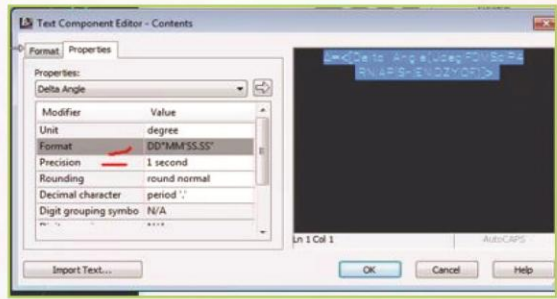 Text Component Editor - Contents
Format Properties
Properties:
Delta Angle
Modifier Value
Unit degree
Format DD°MM'SS.SS"
Precision 1 second
Rounding round normal
Decimal character period '.'
Digit grouping symbo N/A
Ln 1 Col 1 AutoCAPS
Import Text... OK Cancel Help